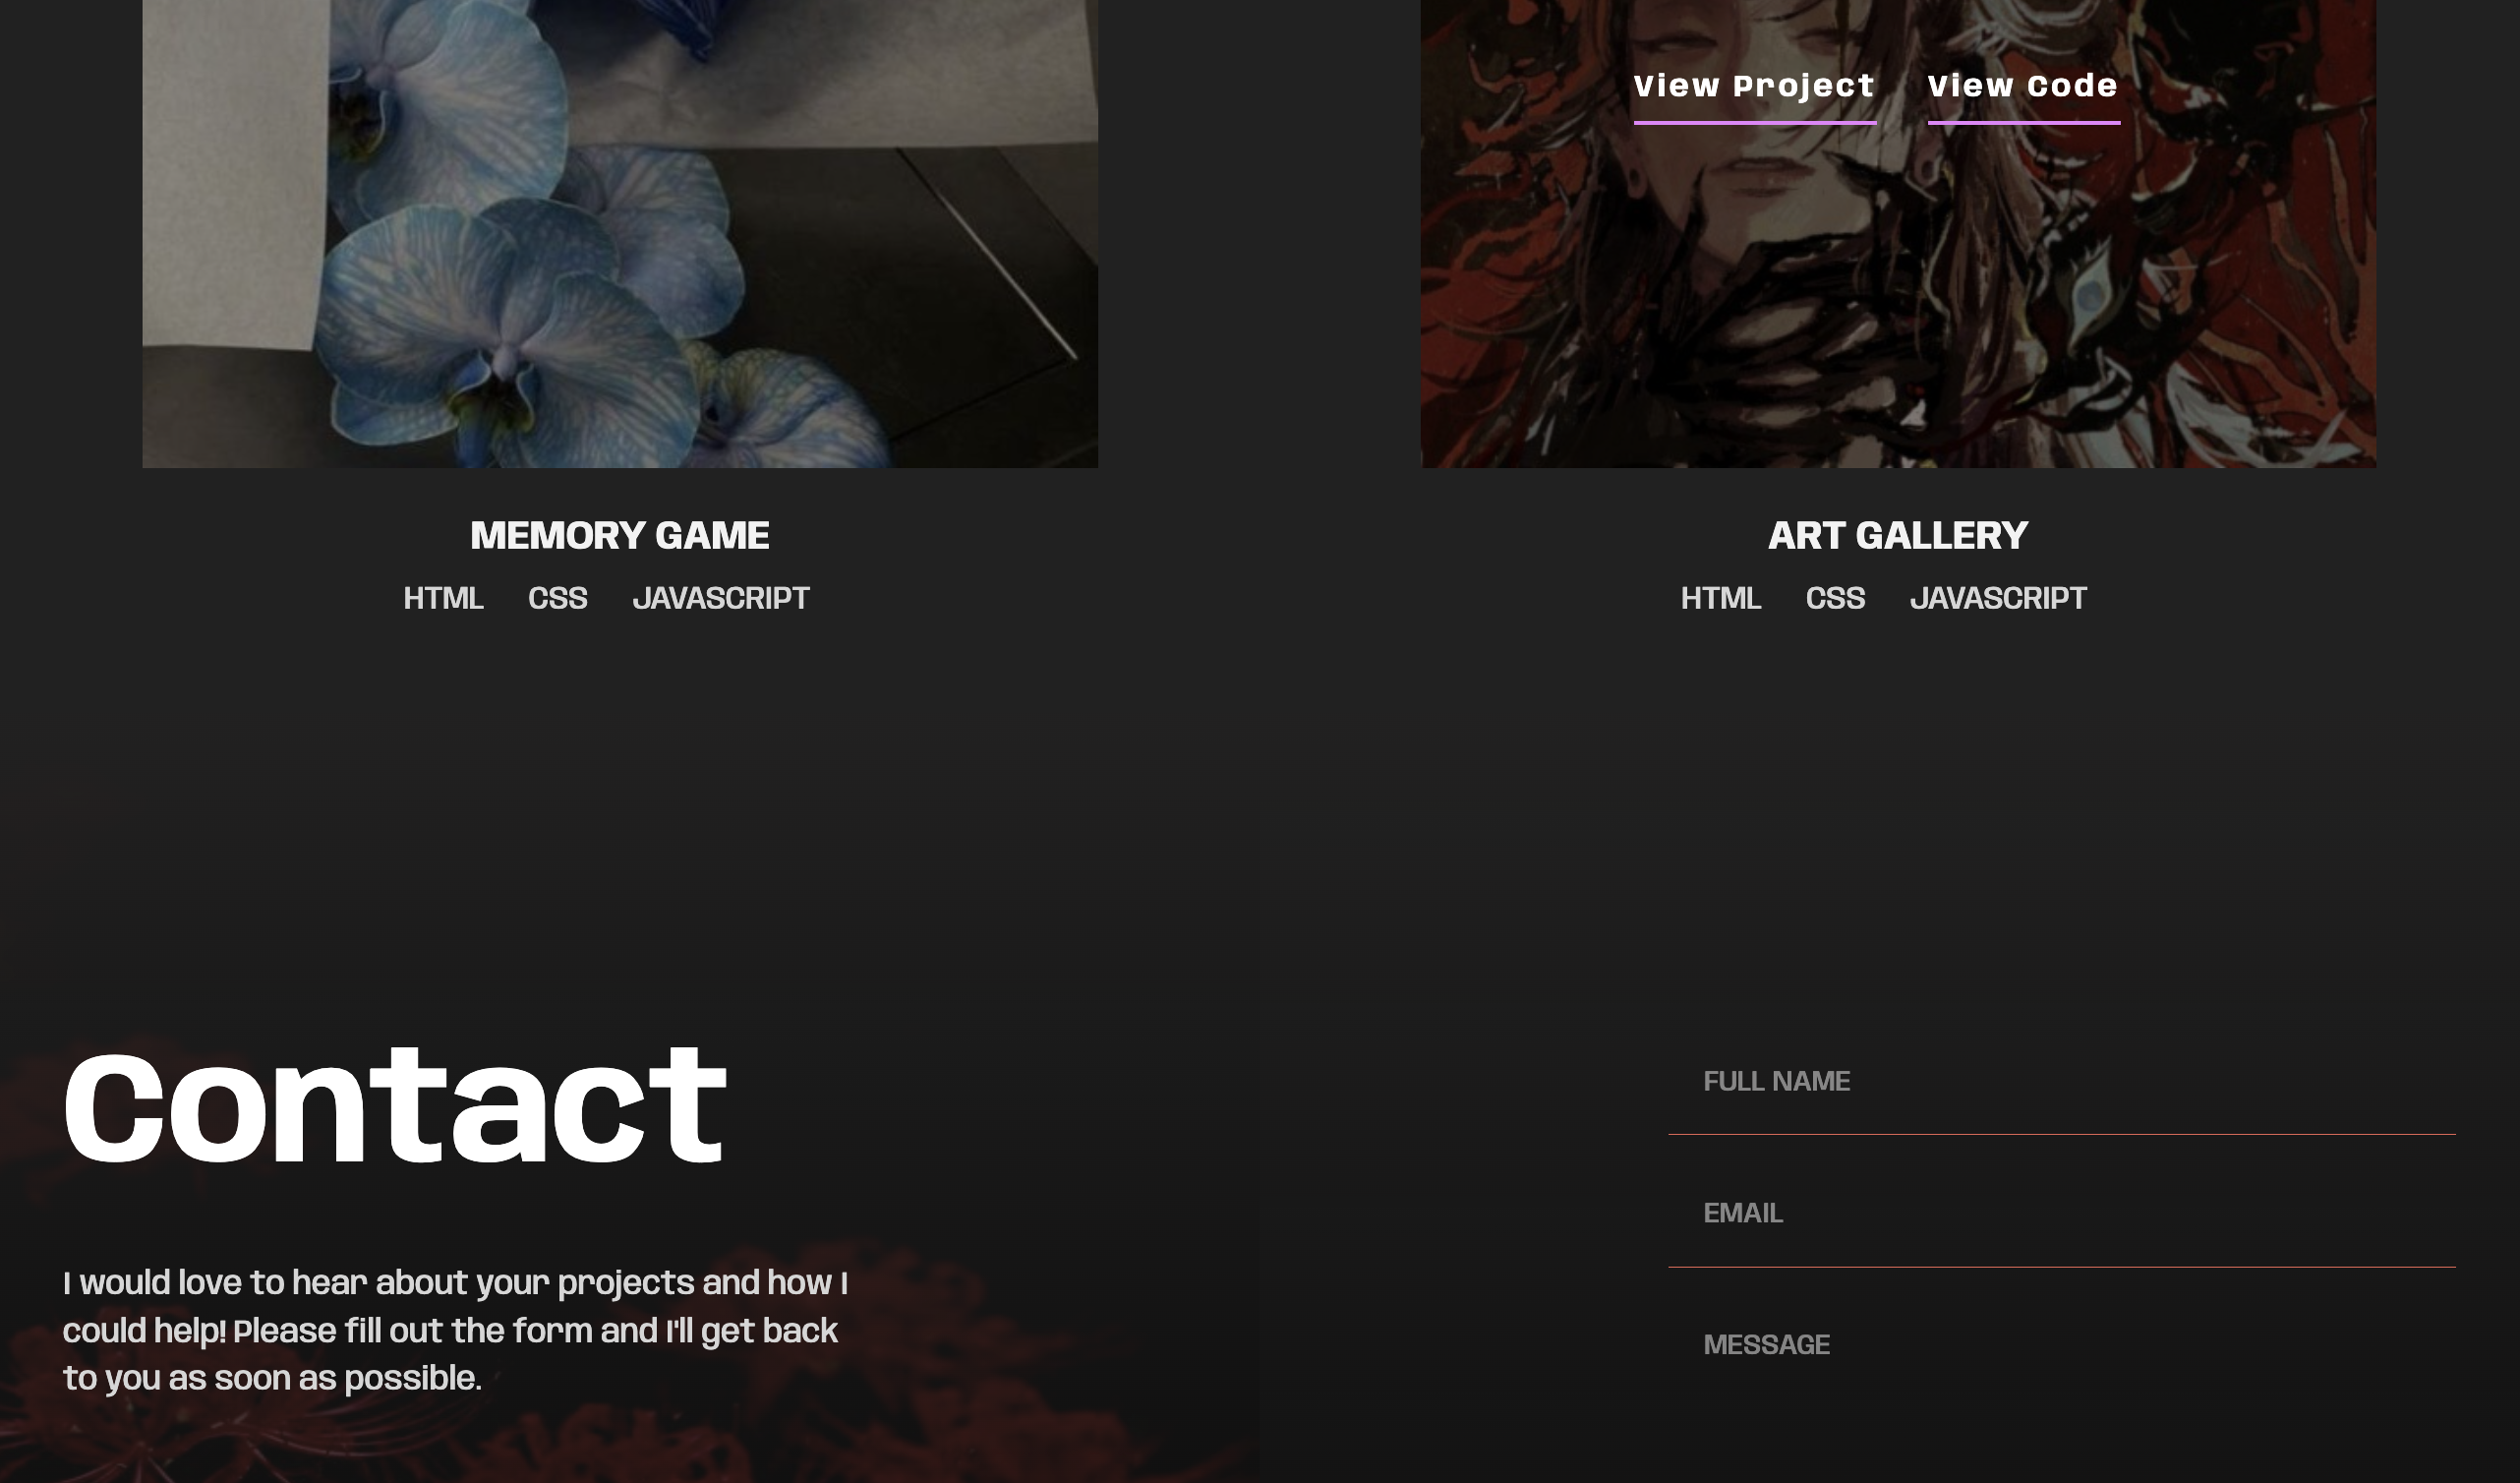 View Project View Code
MEMORY GAME
HTML CSS JAVASCRIPT
ART GALLERY
HTML CSS JAVASCRIPT
Contact
I would love to hear about your projects and how I
could help! Please fill out the form and I'll get back
to you as soon as possible.
FULL NAME
EMAIL
MESSAGE